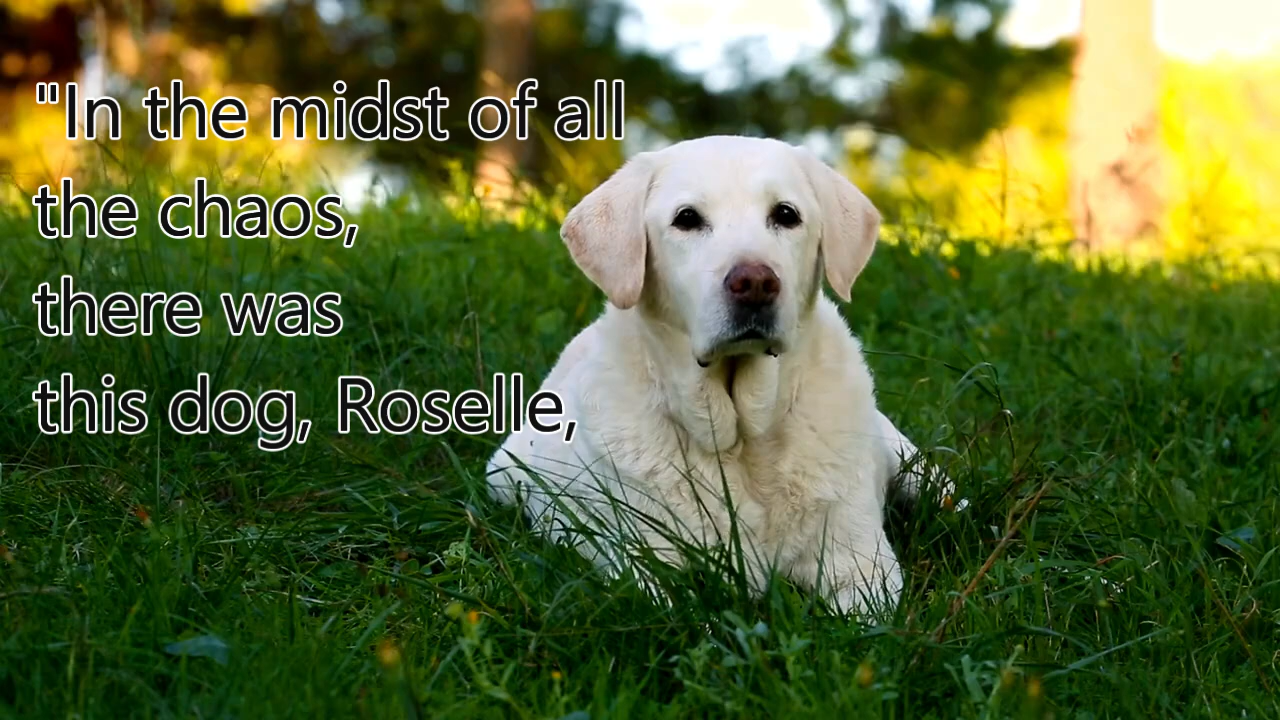 "In the midst of all
the chaos,
there was
this dog, Roselle,